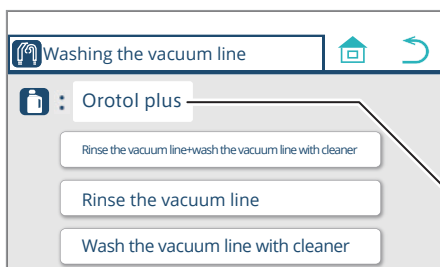 Washing the vacuum line
: Orotol plus
Rinse the vacuum line+wash the vacuum line with cleaner
Rinse the vacuum line
Wash the vacuum line with cleaner